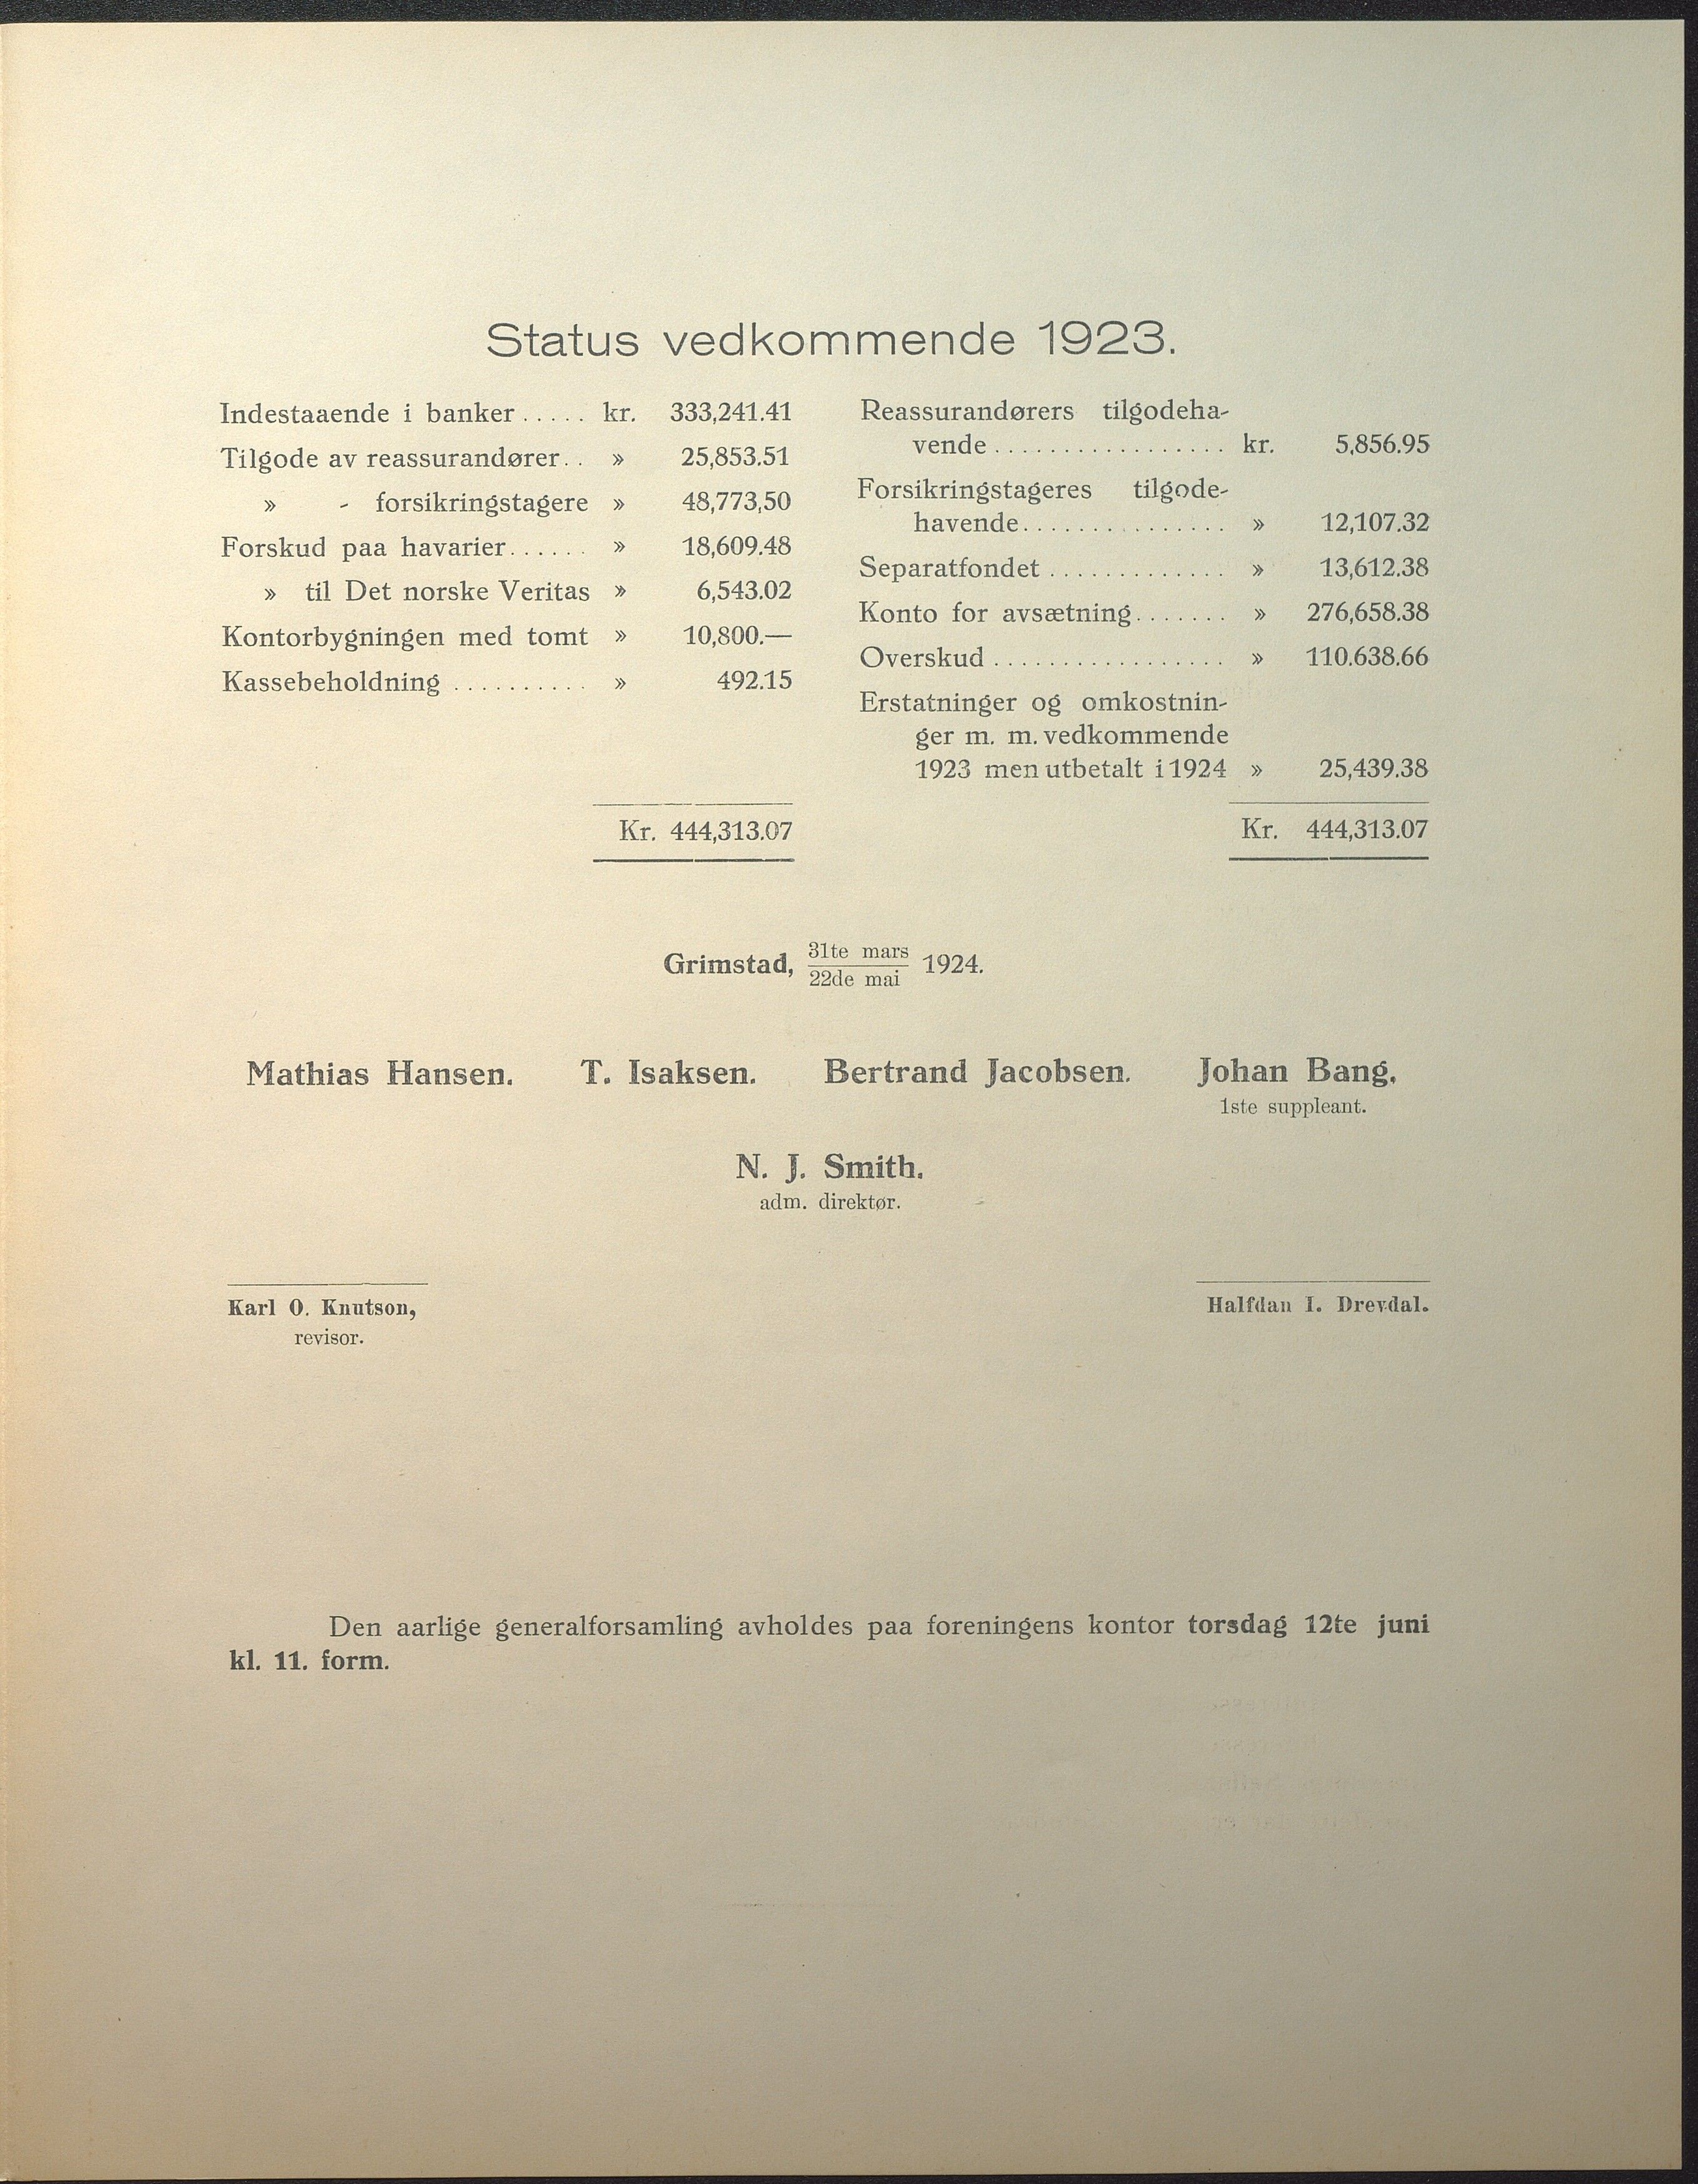 Status vedkommende 1923.
Indestaaende i banker ..... kr. 333,241.41
Tilgode av reassurandører. . » 25,853.51
» - forsikringstagere » 48,773,50
Forskud paa havarier...... » 18,609.48
» til Det norske Veritas » 6,543.02
Kontorbygningen med tomt » 10,800.—
Kassebeholdning .......... » 492.15
Kr. 444,313.07
Reassurandørers tilgodeha-
vende ................. kr. 5,856.95
Forsikringstageres tilgode-
havende............... » 12,107.32
Separatfondet ............. » 13,612.38
Konto for avsætning....... » 276,658.38
Overskud ................. » 110.638.66
Erstatninger og omkostnin-
ger m. m. vedkommende
1923 men utbetalt i 1924 » 25,439.38
Kr. 444,313.07
Grimstad, 31te mars / 22de mai 1924.
Mathias Hansen. T. Isaksen. Bertrand Jacobsen. Johan Bang.
1ste suppleant.
N. J. Smith.
adm. direktør.
Karl O. Knutson, Halfdan I. Drevdal.
revisor.
Den aarlige generalforsamling avholdes paa foreningens kontor torsdag 12te juni
kl. 11. form.